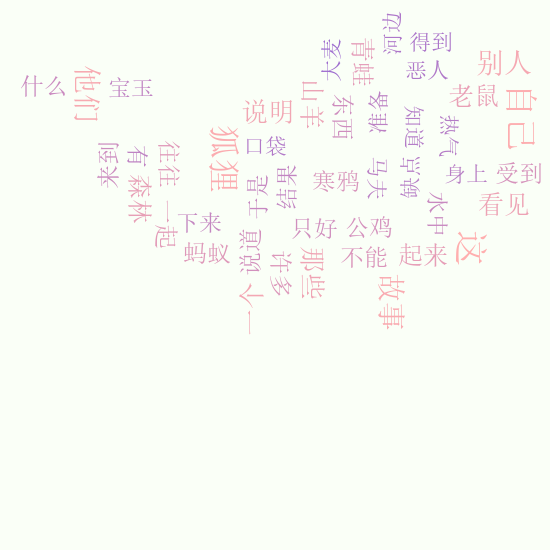 河边
得到
大麦
青蛙
恶人
别人
什么
他们
宝玉
老鼠
自己
说明
山羊
东西
准备
知道
热气
狐狸
口袋
来到
有
往往
森林
一起
于是
结果
寒鸦
马夫
缺点
身上
受到
水中
看见
下来
蚂蚁
说道
许多
那些
只好
公鸡
不能
起来
这
一个
故事